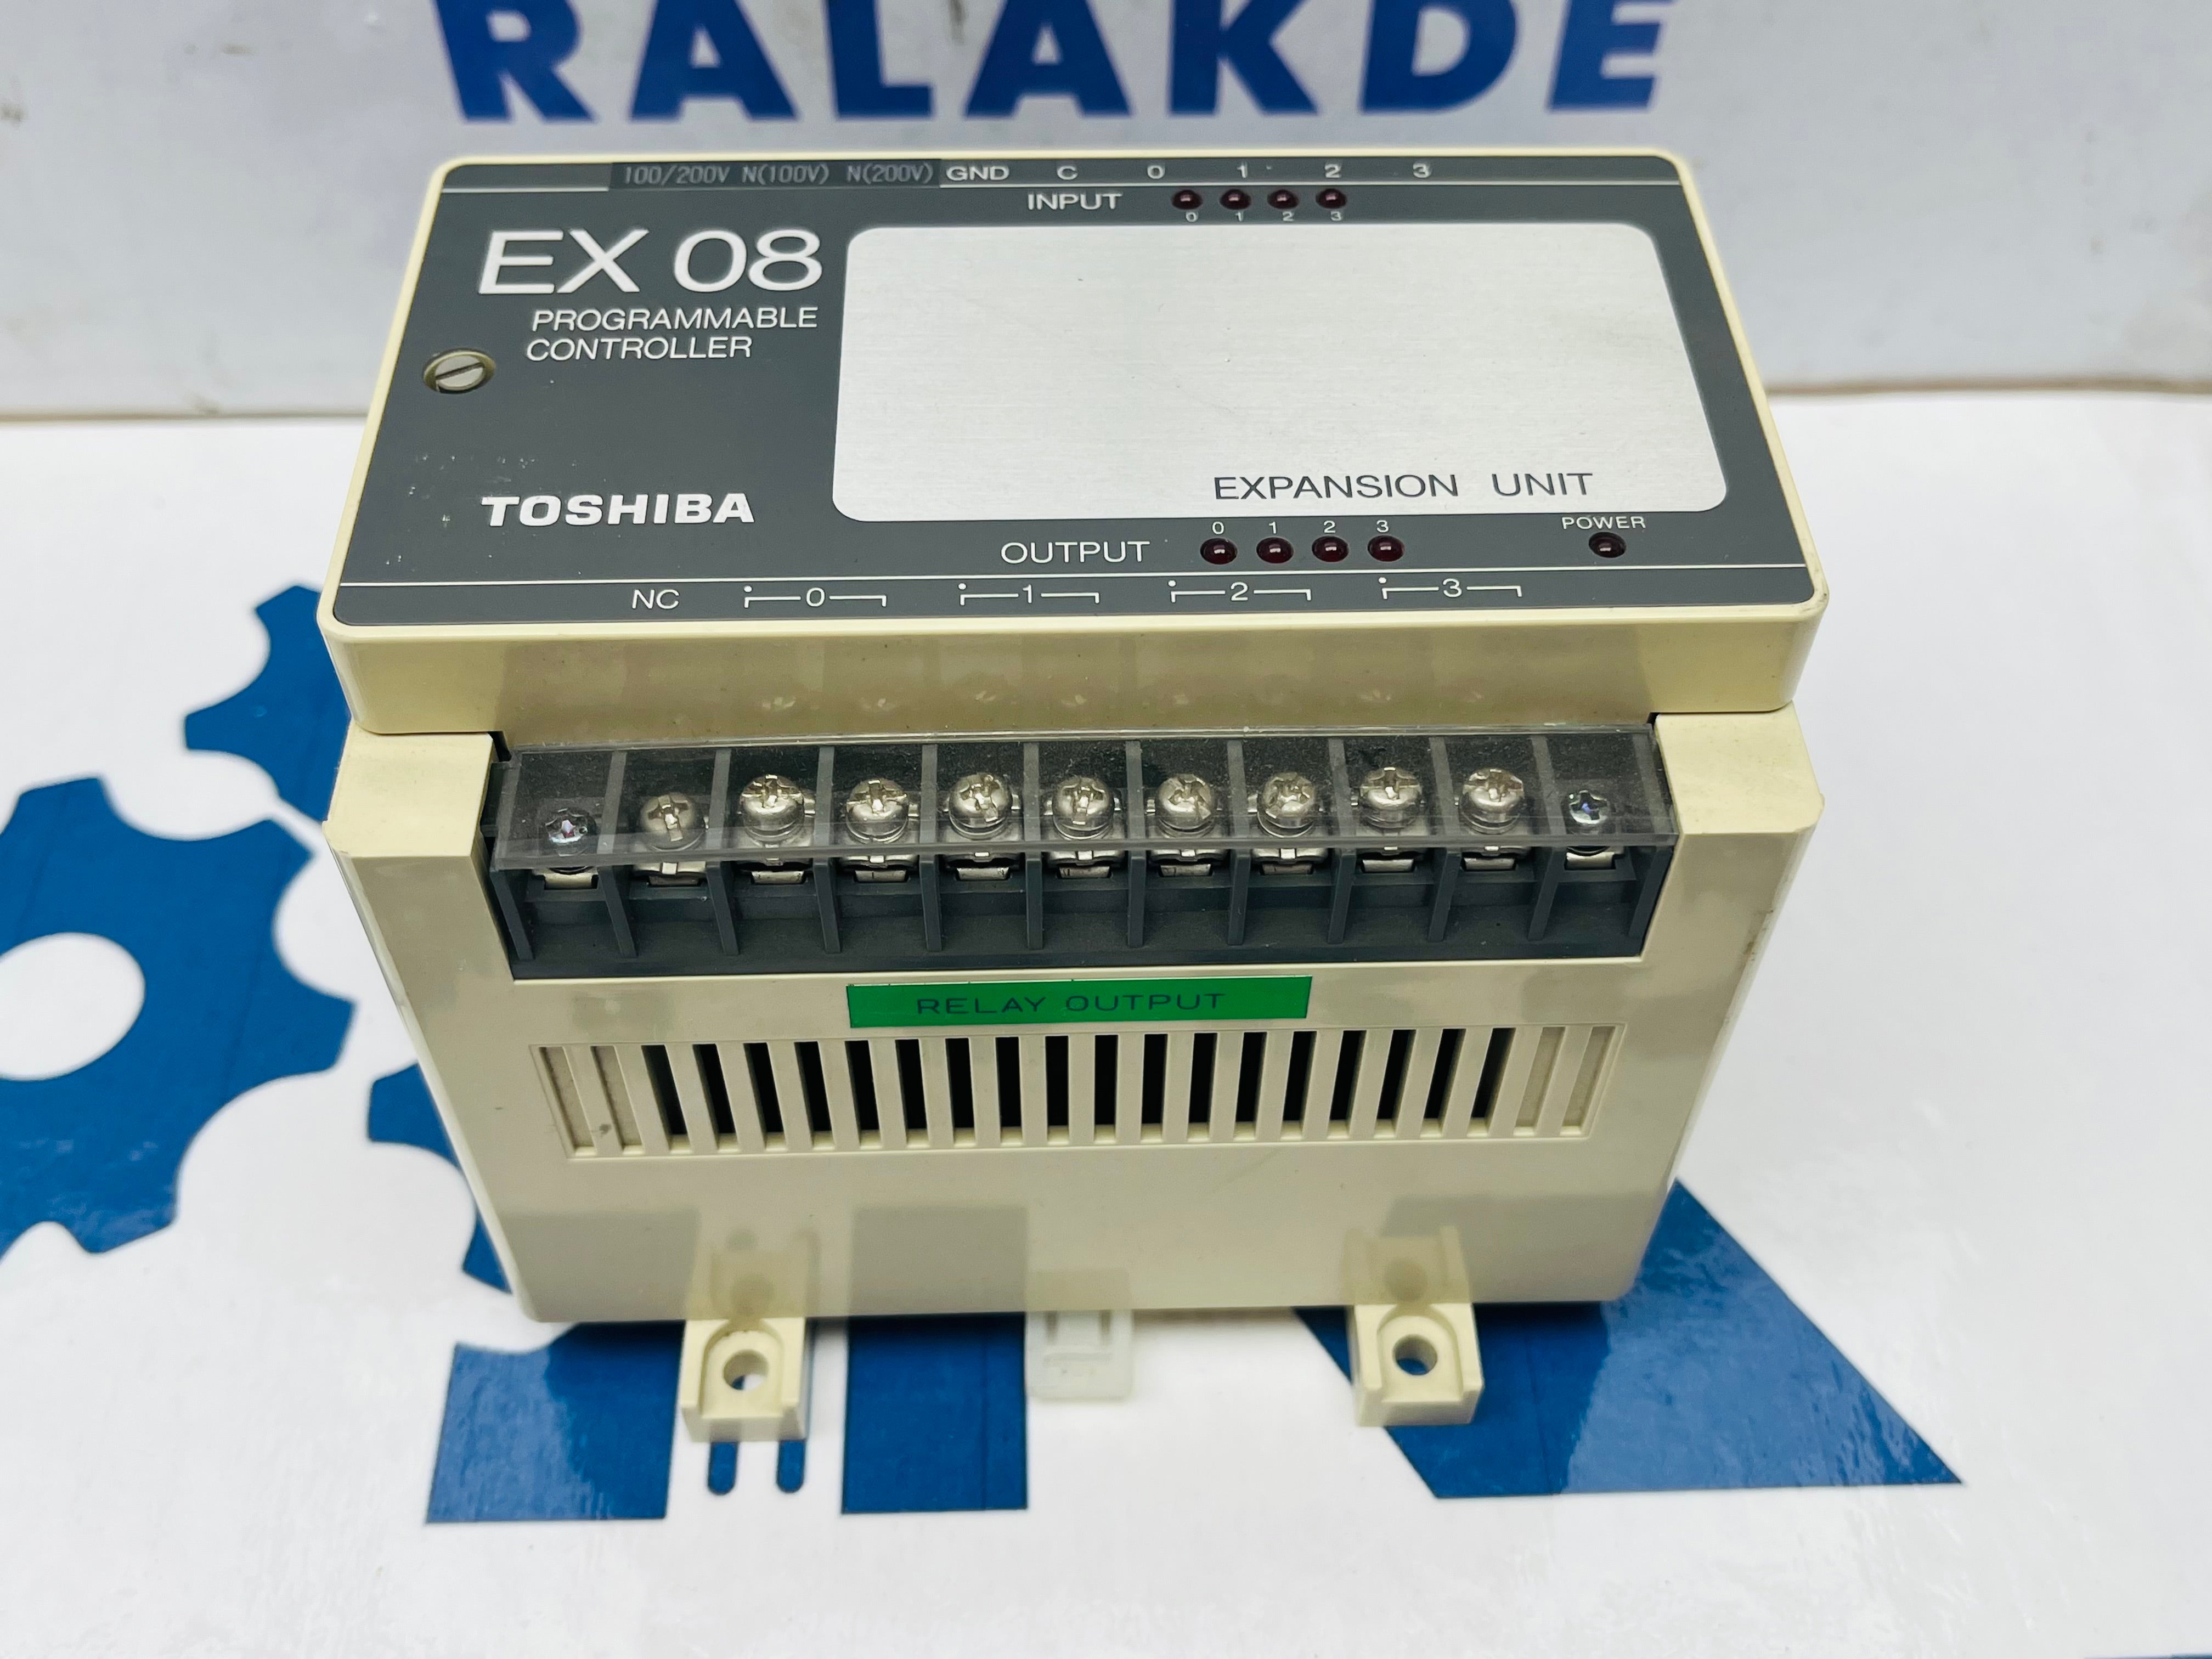 RALAKDE
100/200V N(100V) N(200V) GND C 0 1 2 3
INPUT
0 1 2 3
EX 08
PROGRAMMABLE
CONTROLLER
TOSHIBA
EXPANSION UNIT
POWER
0 1 2 3
OUTPUT
NC 0 1 2 3
RELAY OUTPUT